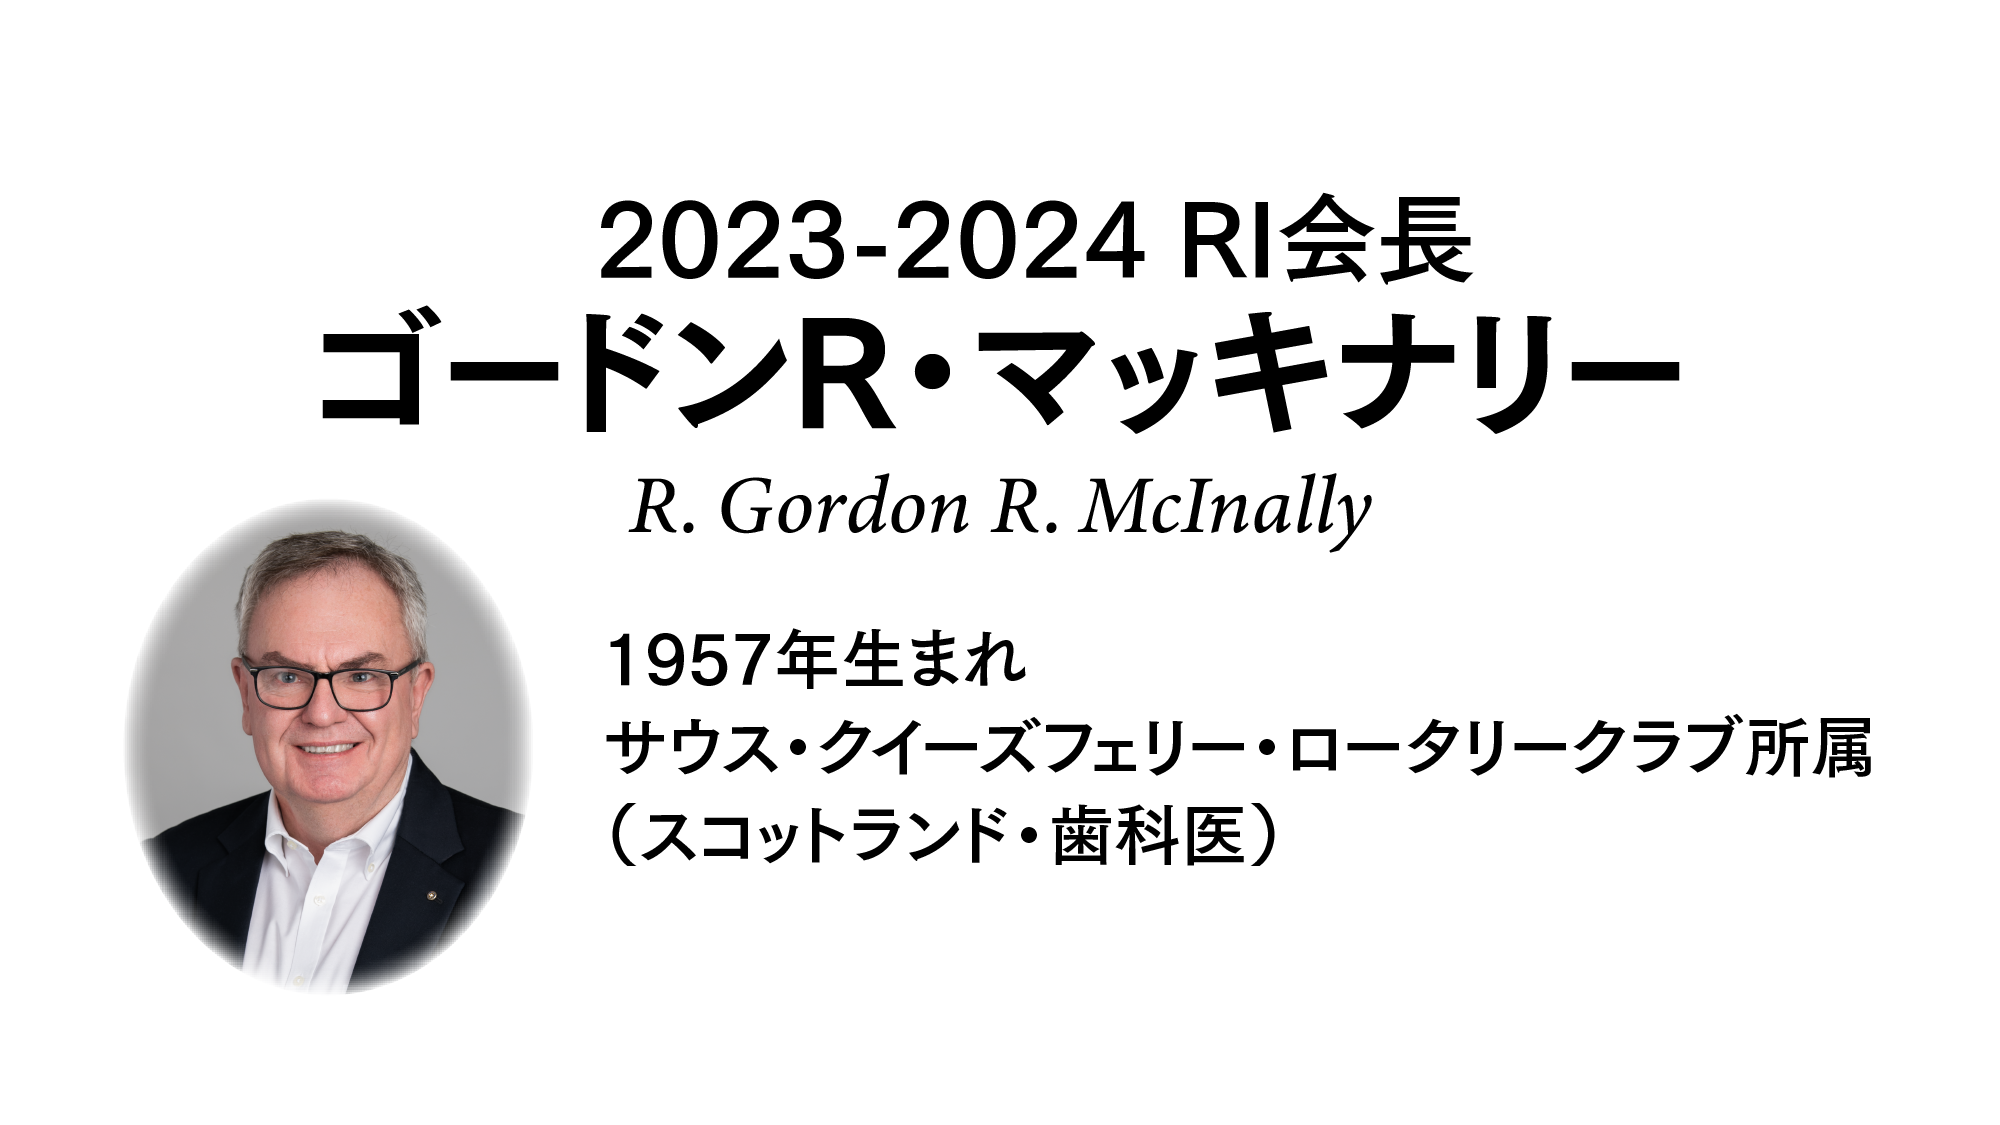 2023-2024 RI会長
ゴードンR・マッキナリー
R. Gordon R. McInally
1957年生まれ
サウス・クイーズフェリー・ロータリークラブ所属
（スコットランド・歯科医）